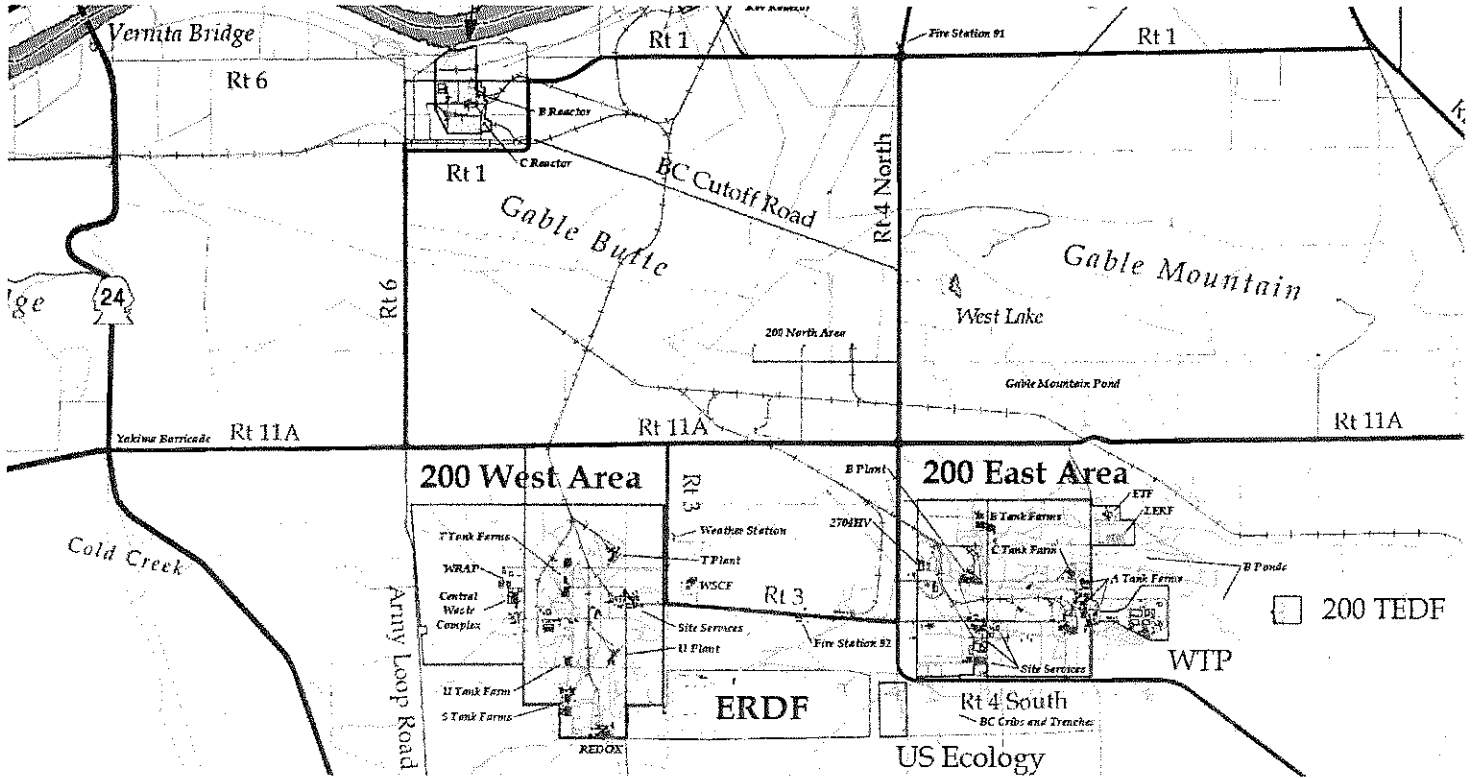 Vernita Bridge
Rt 1
Fire Station 91
Rt 1
Rt 6
B Reactor
C Reactor
Rt 1
BC Cutoff Road
Rt 4 North
Gable Butte
Gable Mountain
24
Rt 6
West Lake
200 North Area
Gable Mountain Pond
Yakima Barricade
Rt 11A
Rt 11A
Rt 11A
200 West Area
Rt 3
B Plant
200 East Area
ETF
LERF
2704HV
B Tank Farms
Weather Station
T Tank Farms
C Tank Farm
Cold Creek
T Plant
WRAP
WSCF
A Tank Farms
B Ponds
Central
Waste
Complex
Army Loop Road
Rt 3
200 TEDF
Site Services
Fire Station 92
U Plant
WTP
Site Services
U Tank Farm
ERDF
Rt 4 South
S Tank Farms
BC Cribs and Trenches
REDOX
US Ecology